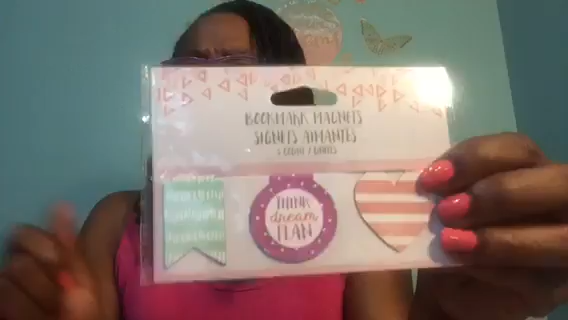 BOOKMARK MAGNETS
SIGNETS AIMANTÉS
THINK
dream
PLAN